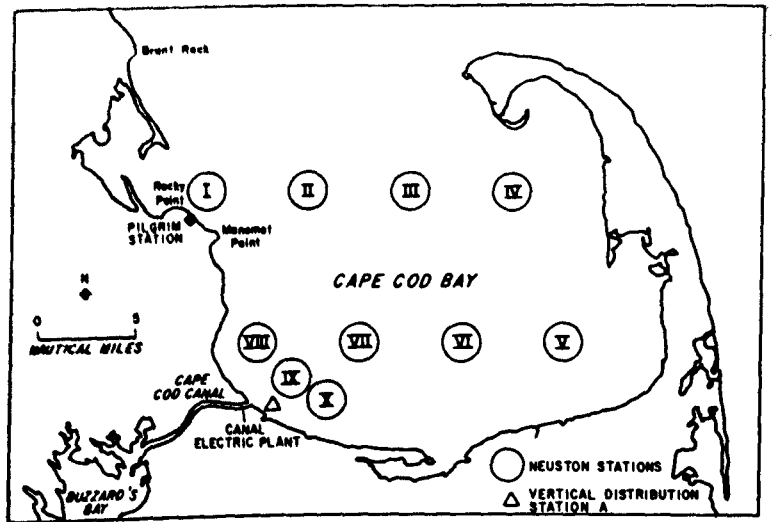 Brant Rock
I
II
III
IV
Rocky
Point
PILGRIM
STATION
Manomet
Point
CAPE COD BAY
N
0 5
NAUTICAL MILES
VIII
VII
VI
V
IX
X
CAPE
COD CANAL
CANAL
ELECTRIC PLANT
BUZZARD'S
BAY
NEUSTON STATIONS
VERTICAL DISTRIBUTION
STATION A